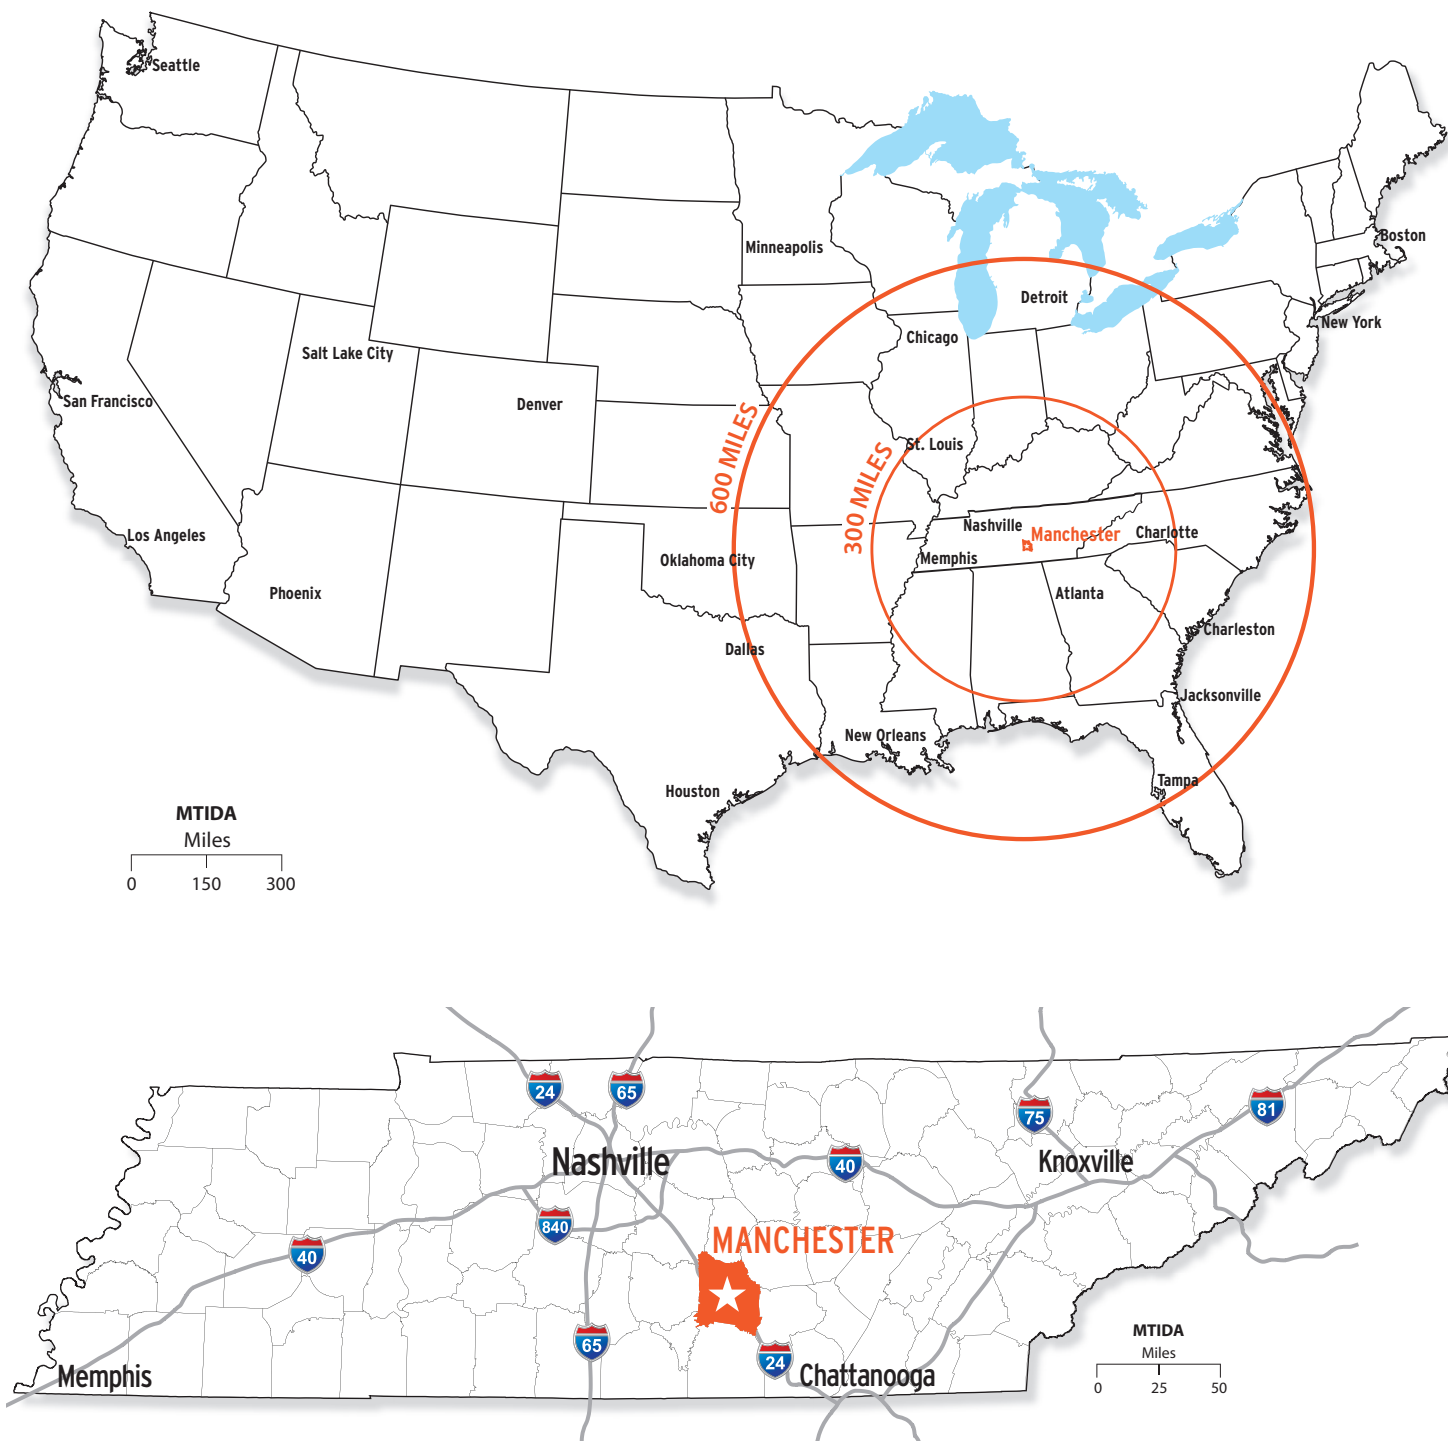 Seattle
Minneapolis
Boston
Detroit
New York
Chicago
Salt Lake City
San Francisco
Denver
600 MILES
St. Louis
300 MILES
Nashville
Manchester
Charlotte
Los Angeles
Memphis
Oklahoma City
Phoenix
Atlanta
Charleston
Dallas
Jacksonville
New Orleans
Tampa
Houston
MTIDA
Miles
0 150 300
24
65
75
81
Nashville
40
Knoxville
840
MANCHESTER
40
65
MTIDA
Miles
24
Memphis
Chattanooga
0 25 50